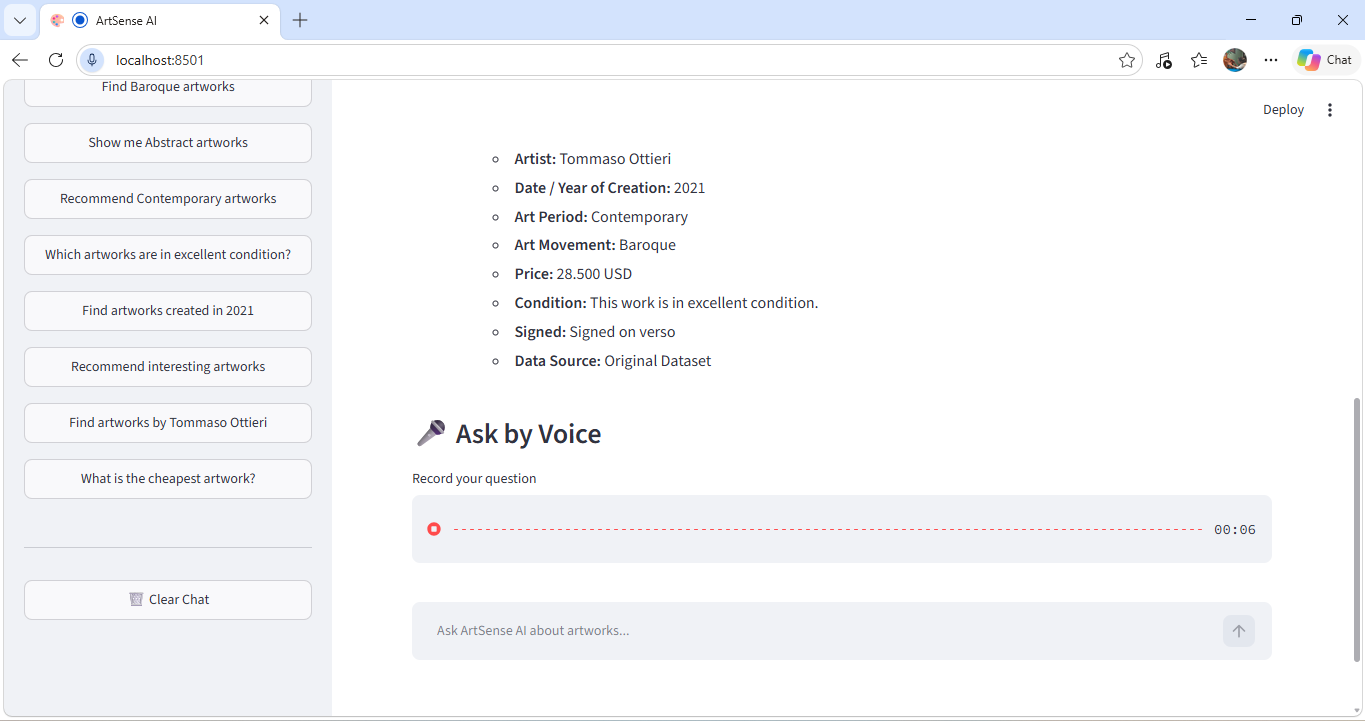 ArtSense AI
localhost:8501
Chat
Find Baroque artworks
Show me Abstract artworks
Recommend Contemporary artworks
Which artworks are in excellent condition?
Find artworks created in 2021
Recommend interesting artworks
Find artworks by Tommaso Ottieri
What is the cheapest artwork?
Clear Chat
Deploy
Artist: Tommaso Ottieri
Date / Year of Creation: 2021
Art Period: Contemporary
Art Movement: Baroque
Price: 28.500 USD
Condition: This work is in excellent condition.
Signed: Signed on verso
Data Source: Original Dataset
Ask by Voice
Record your question
00:06
Ask ArtSense AI about artworks...